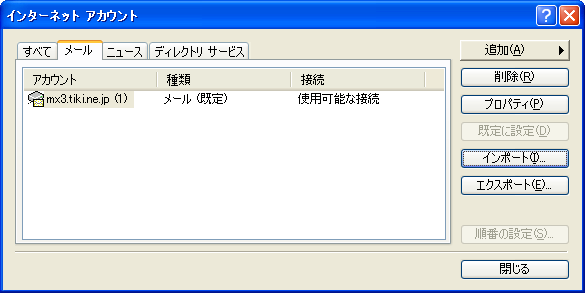 インターネット アカウント
すべて メール ニュース ディレクトリ サービス
アカウント 種類 接続
mx3.tiki.ne.jp (1) メール (既定) 使用可能な接続
追加(A)
削除(R)
プロパティ(P)
既定に設定(D)
インポート(I)...
エクスポート(E)...
順番の設定(S)...
閉じる